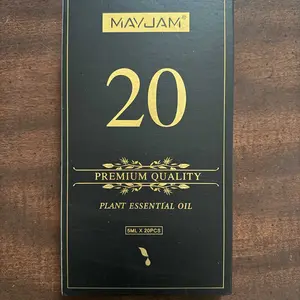 MAYJAM®
20
PREMIUM QUALITY
PLANT ESSENTIAL OIL
5ML X 20PCS